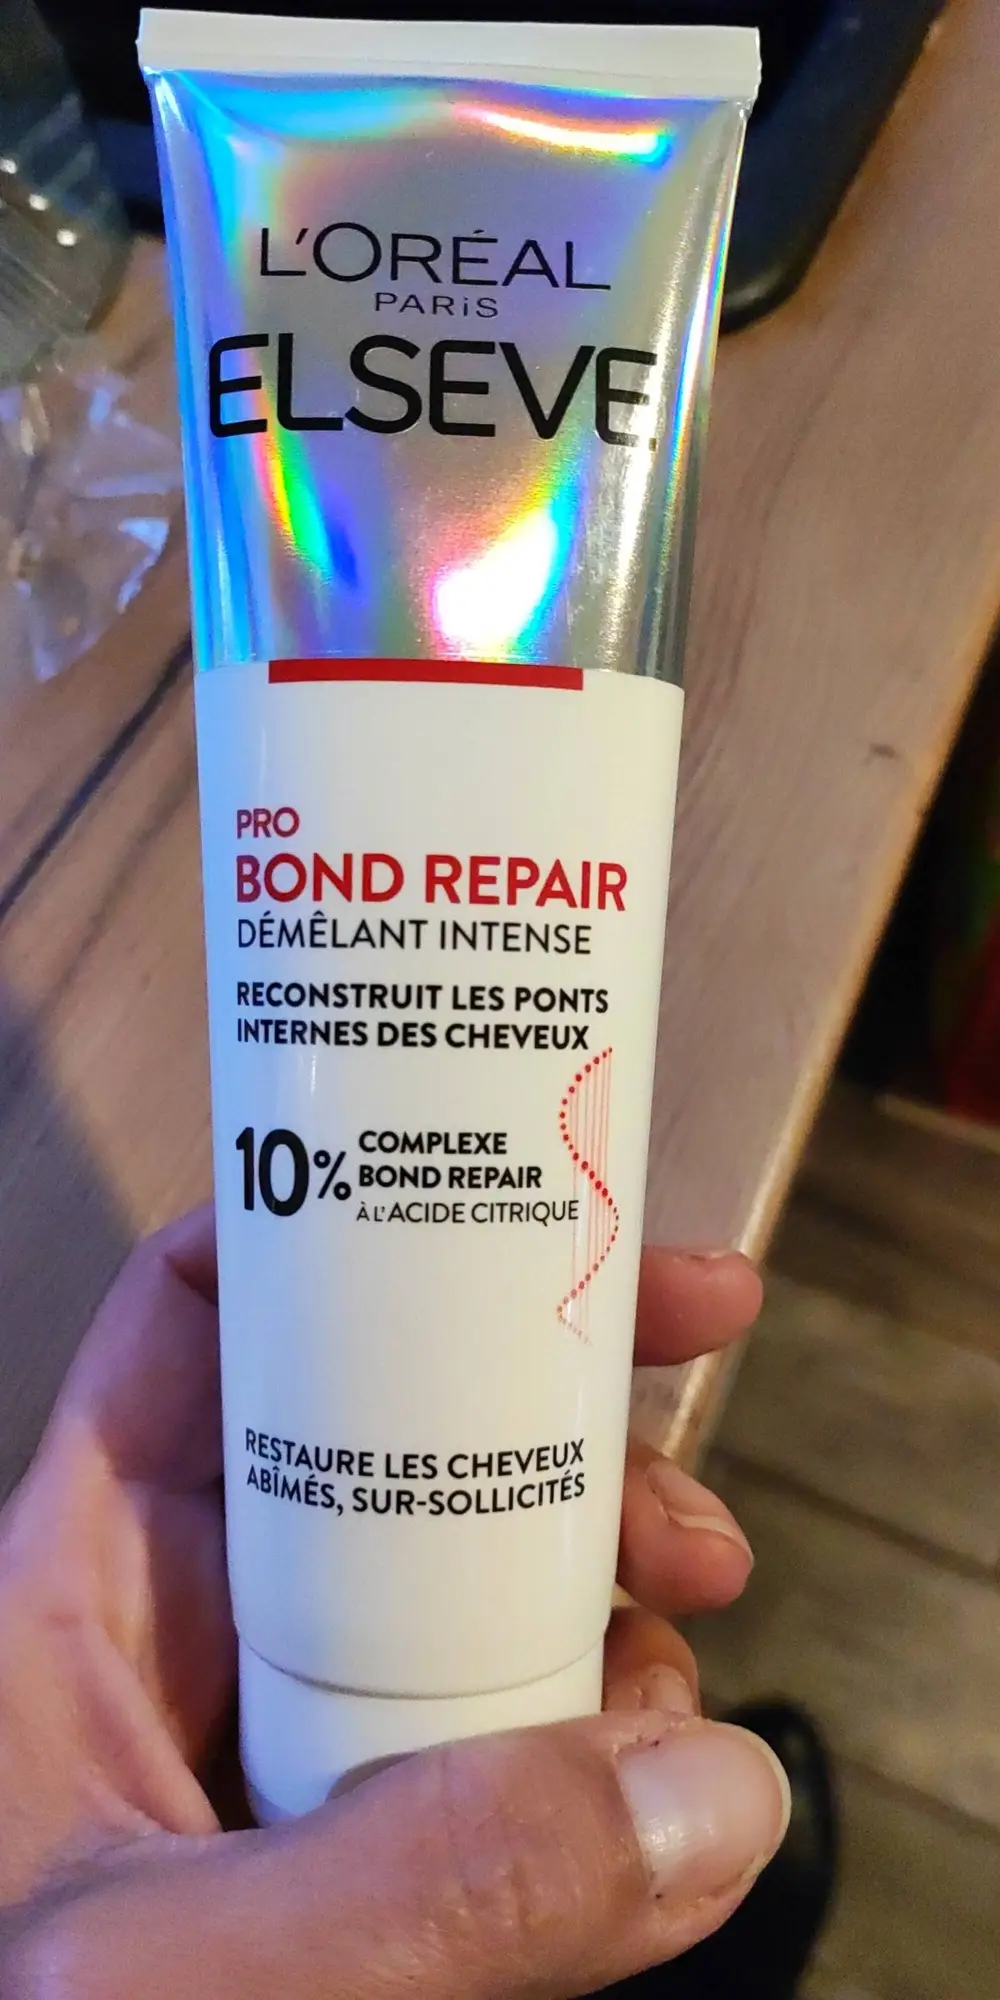 L'ORÉAL
PARiS
ELSEVE
PRO
BOND REPAIR
DÉMÊLANT INTENSE
RECONSTRUIT LES PONTS
INTERNES DES CHEVEUX
10% COMPLEXE
BOND REPAIR
À L'ACIDE CITRIQUE
RESTAURE LES CHEVEUX
ABÎMÉS, SUR-SOLLICITÉS